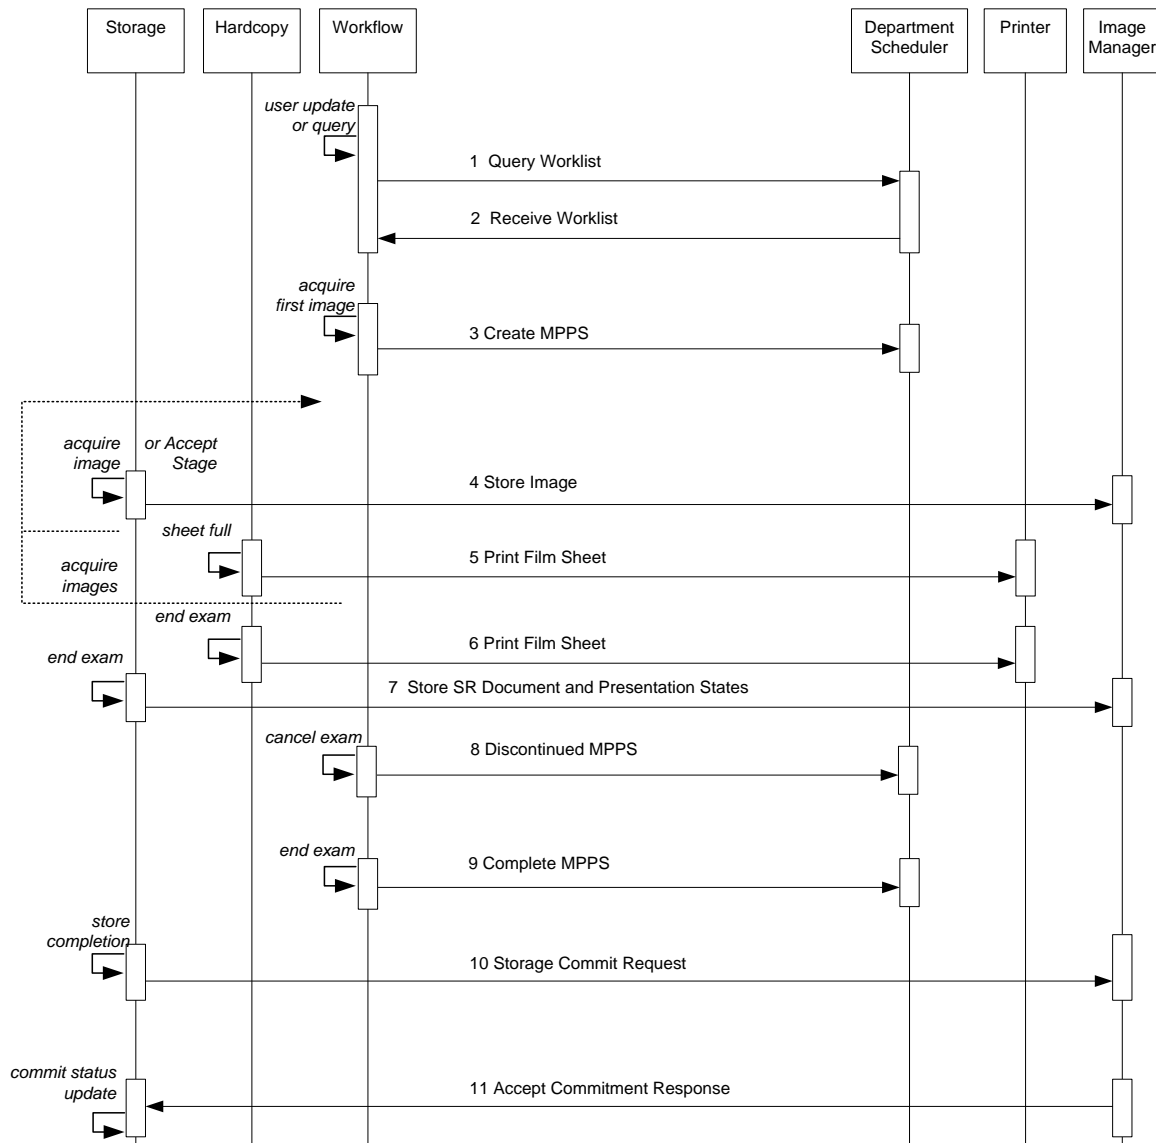 Storage
Hardcopy
Workflow
Department
Scheduler
Printer
Image
Manager
user update
or query
1 Query Worklist
2 Receive Worklist
acquire
first image
3 Create MPPS
acquire
image
or Accept
Stage
4 Store Image
sheet full
5 Print Film Sheet
acquire
images
end exam
6 Print Film Sheet
end exam
7 Store SR Document and Presentation States
cancel exam
8 Discontinued MPPS
end exam
9 Complete MPPS
store
completion
10 Storage Commit Request
commit status
update
11 Accept Commitment Response